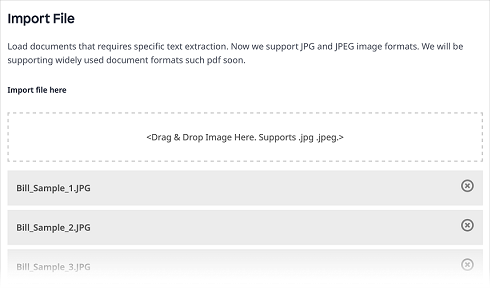 Import File
Load documents that requires specific text extraction. Now we support JPG and JPEG image formats. We will be
supporting widely used document formats such pdf soon.
Import file here
<Drag & Drop Image Here. Supports .jpg .jpeg.>
Bill_Sample_1.JPG
Bill_Sample_2.JPG
Bill_Sample_3.JPG